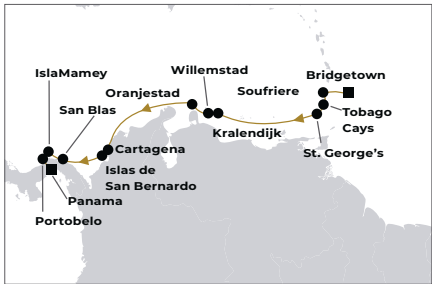 Willemstad
IslaMamey
Bridgetown
Oranjestad
Soufriere
San Blas
Tobago
Cays
Kralendijk
Cartagena
St. George's
Islas de
San Bernardo
Panama
Portobelo